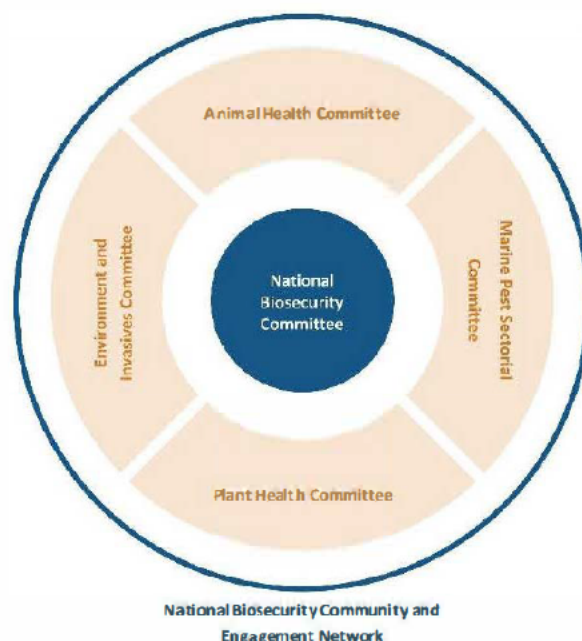 Animal Health Committee
Environment and
Invasives Committee
National
Biosecurity
Committee
Marine Pest Sectorial
Committee
Plant Health Committee
National Biosecurity Community and
Engagement Network